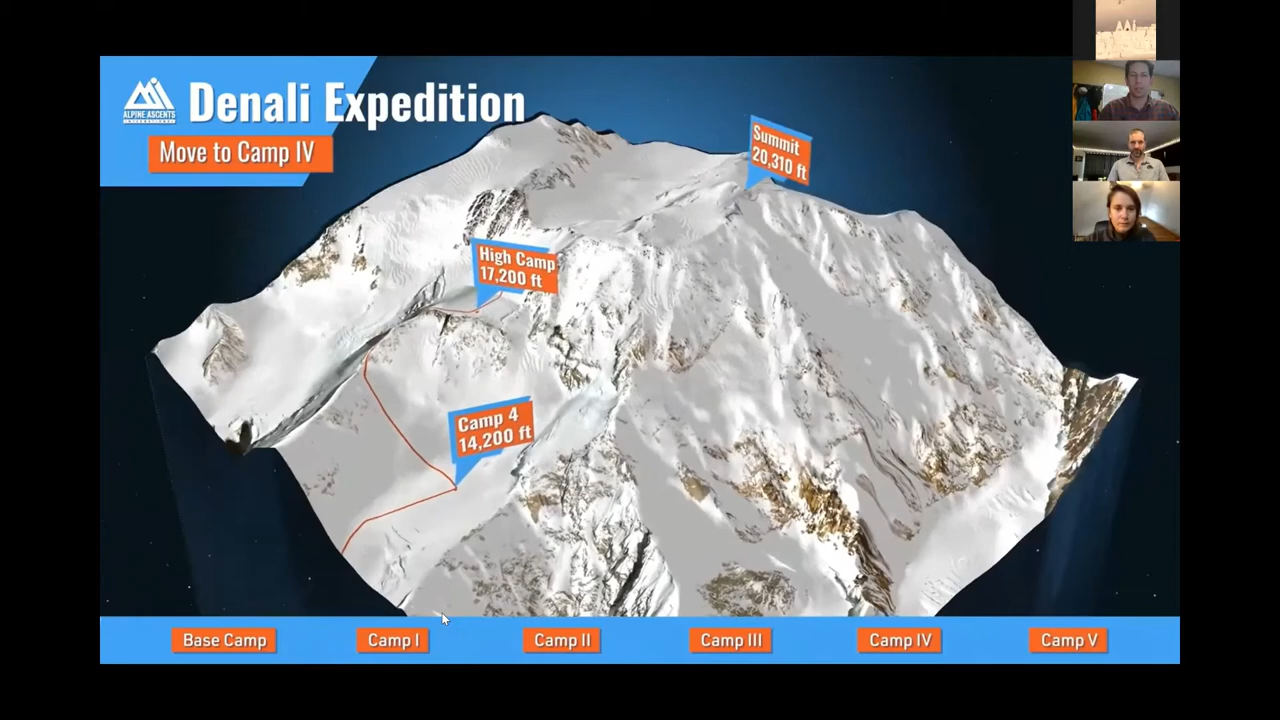 ALPINE ASCENTS
INTERNATIONAL
Denali Expedition
Move to Camp IV
Summit
20,310 ft
High Camp
17,200 ft
Camp 4
14,200 ft
Base Camp
Camp I
Camp II
Camp III
Camp IV
Camp V